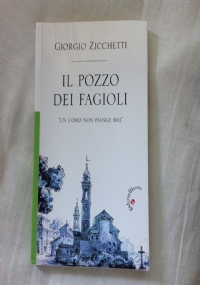 GIORGIO ZICCHETTI
IL POZZO
DEI FAGIOLI
"UN UOMO NON PIANGE MAI"